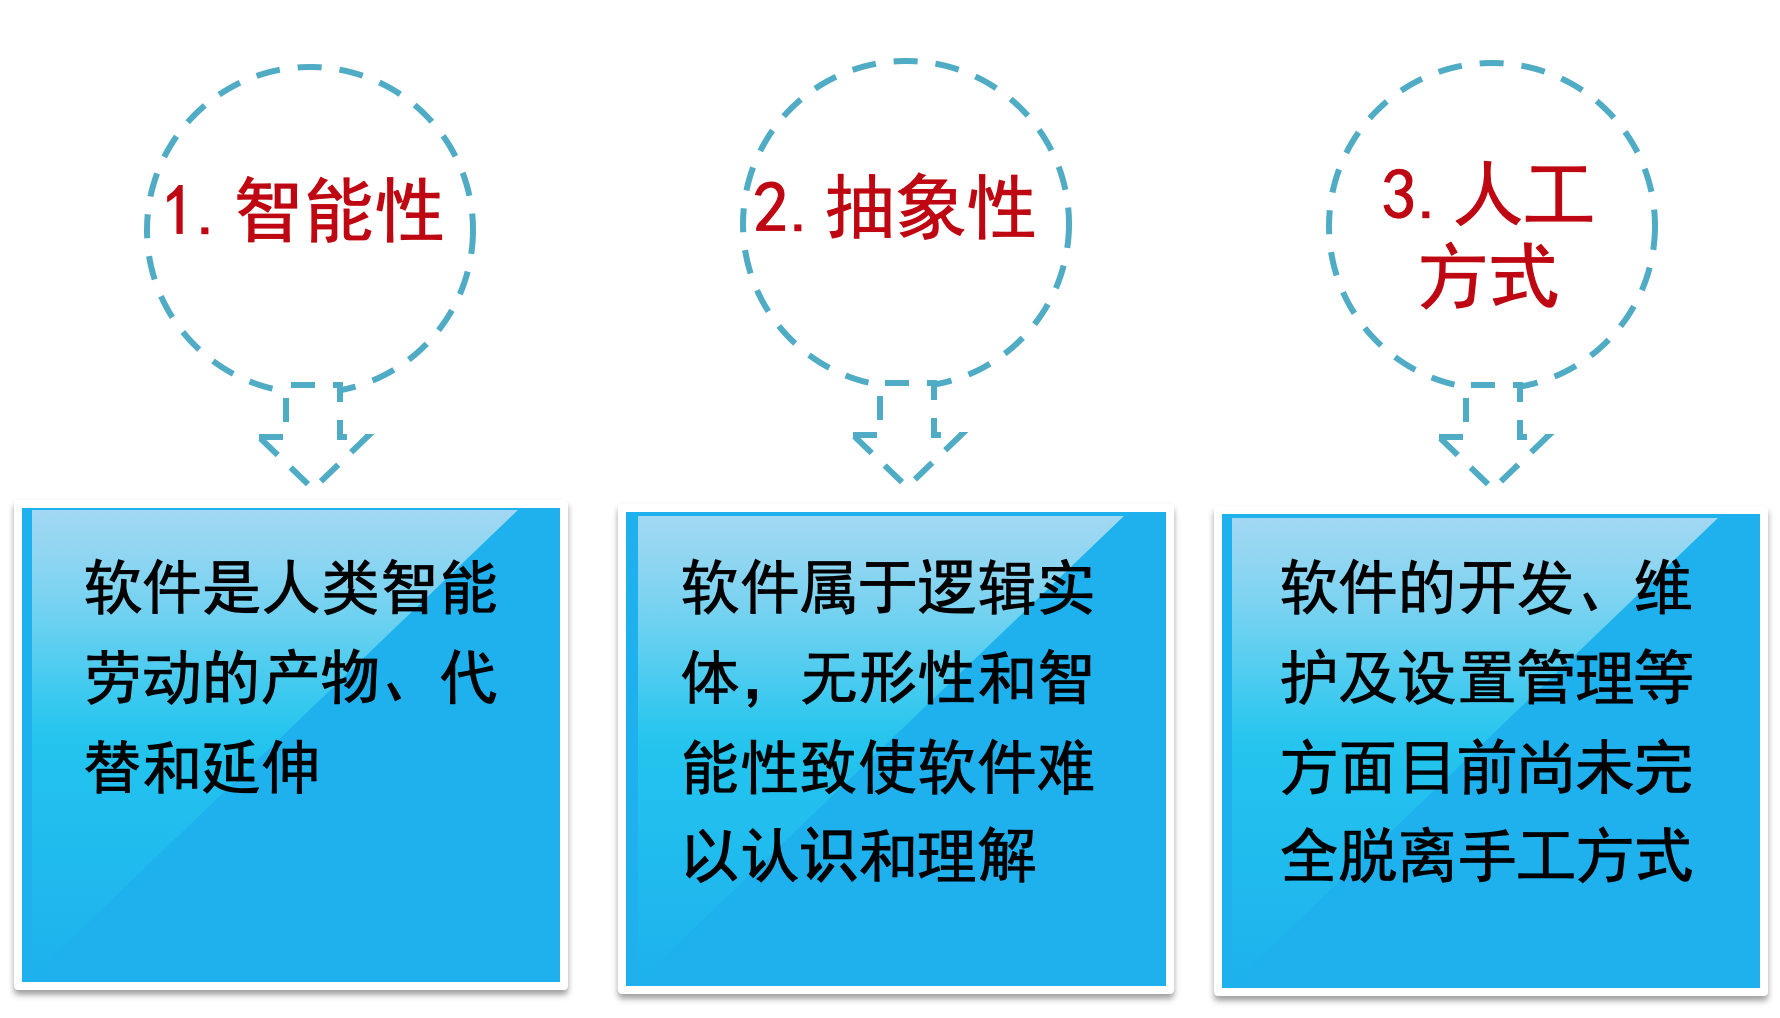 1.智能性
软件是人类智能
劳动的产物、代
替和延伸
2.抽象性
软件属于逻辑实
体，无形性和智
能性致使软件难
以认识和理解
3.人工
方式
软件的开发、维
护及设置管理等
方面目前尚未完
全脱离手工方式